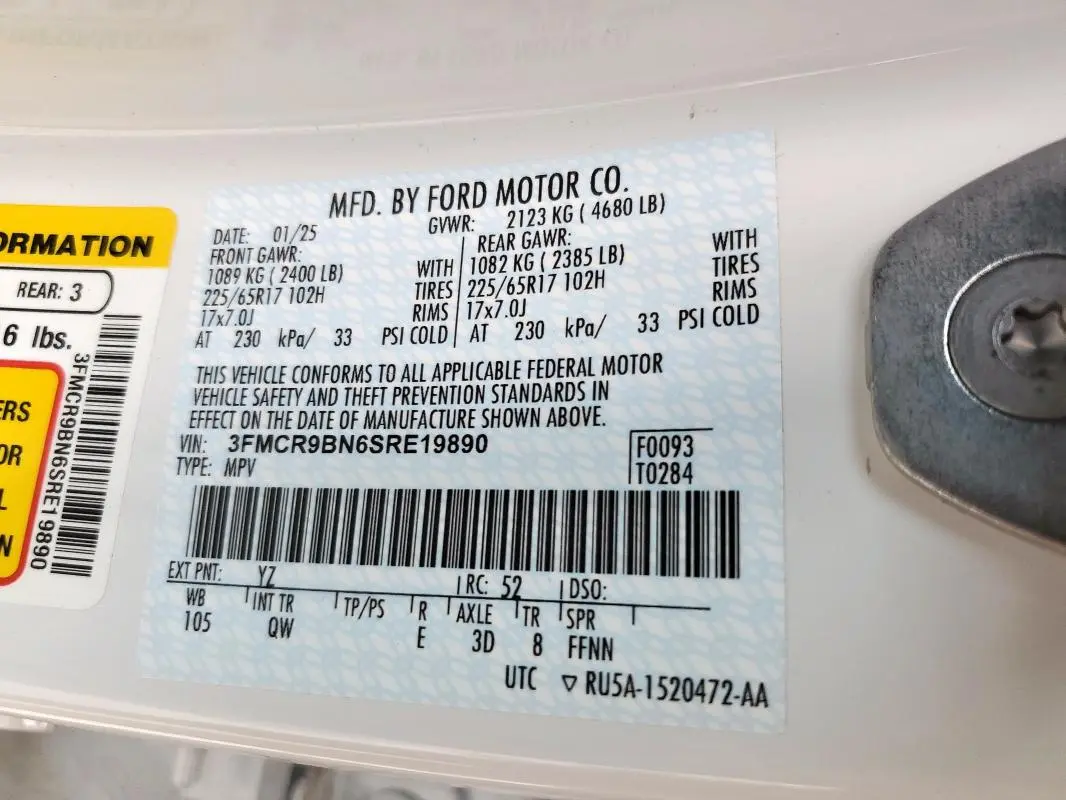 ORMATION
REAR: 3
6 lbs.
ERS
OR
L
N
3FMCR9BN6SRE19890
MFD. BY FORD MOTOR CO.
DATE: 01/25 GVWR: 2123 KG ( 4680 LB)
FRONT GAWR: REAR GAWR:
1089 KG ( 2400 LB) WITH 1082 KG ( 2385 LB) WITH
225/65R17 102H TIRES 225/65R17 102H TIRES
17x7.0J RIMS 17x7.0J RIMS
AT 230 kPa/ 33 PSI COLD AT 230 kPa/ 33 PSI COLD
THIS VEHICLE CONFORMS TO ALL APPLICABLE FEDERAL MOTOR
VEHICLE SAFETY AND THEFT PREVENTION STANDARDS IN
EFFECT ON THE DATE OF MANUFACTURE SHOWN ABOVE.
VIN: 3FMCR9BN6SRE19890 F0093
TYPE: MPV T0284
EXT PNT: YZ RC: 52 DSO:
WB INT TR TP/PS R AXLE TR SPR
105 QW E 3D 8 FFNN
UTC ▽ RU5A-1520472-AA